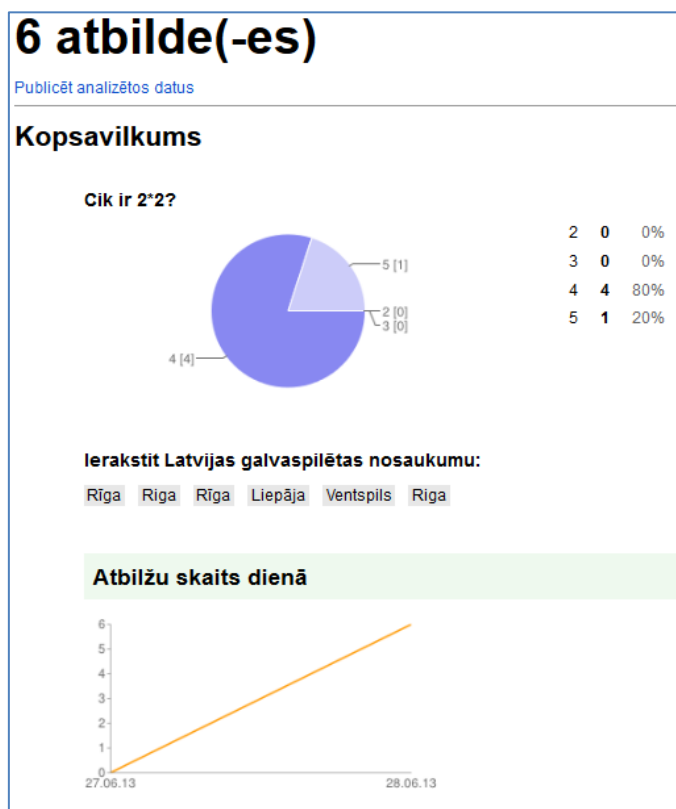 6 atbilde(-es)
Publicēt analizētos datus
Kopsavilkums
Cik ir 2*2?
5 [1]
2 [0]
3 [0]
4 [4]
2 0 0%
3 0 0%
4 4 80%
5 1 20%
Ierakstīt Latvijas galvaspilētas nosaukumu:
Rīga Riga Rīga Liepāja Ventspils Riga
Atbilžu skaits dienā
6
5
4
3
2
1
0
27.06.13 28.06.13